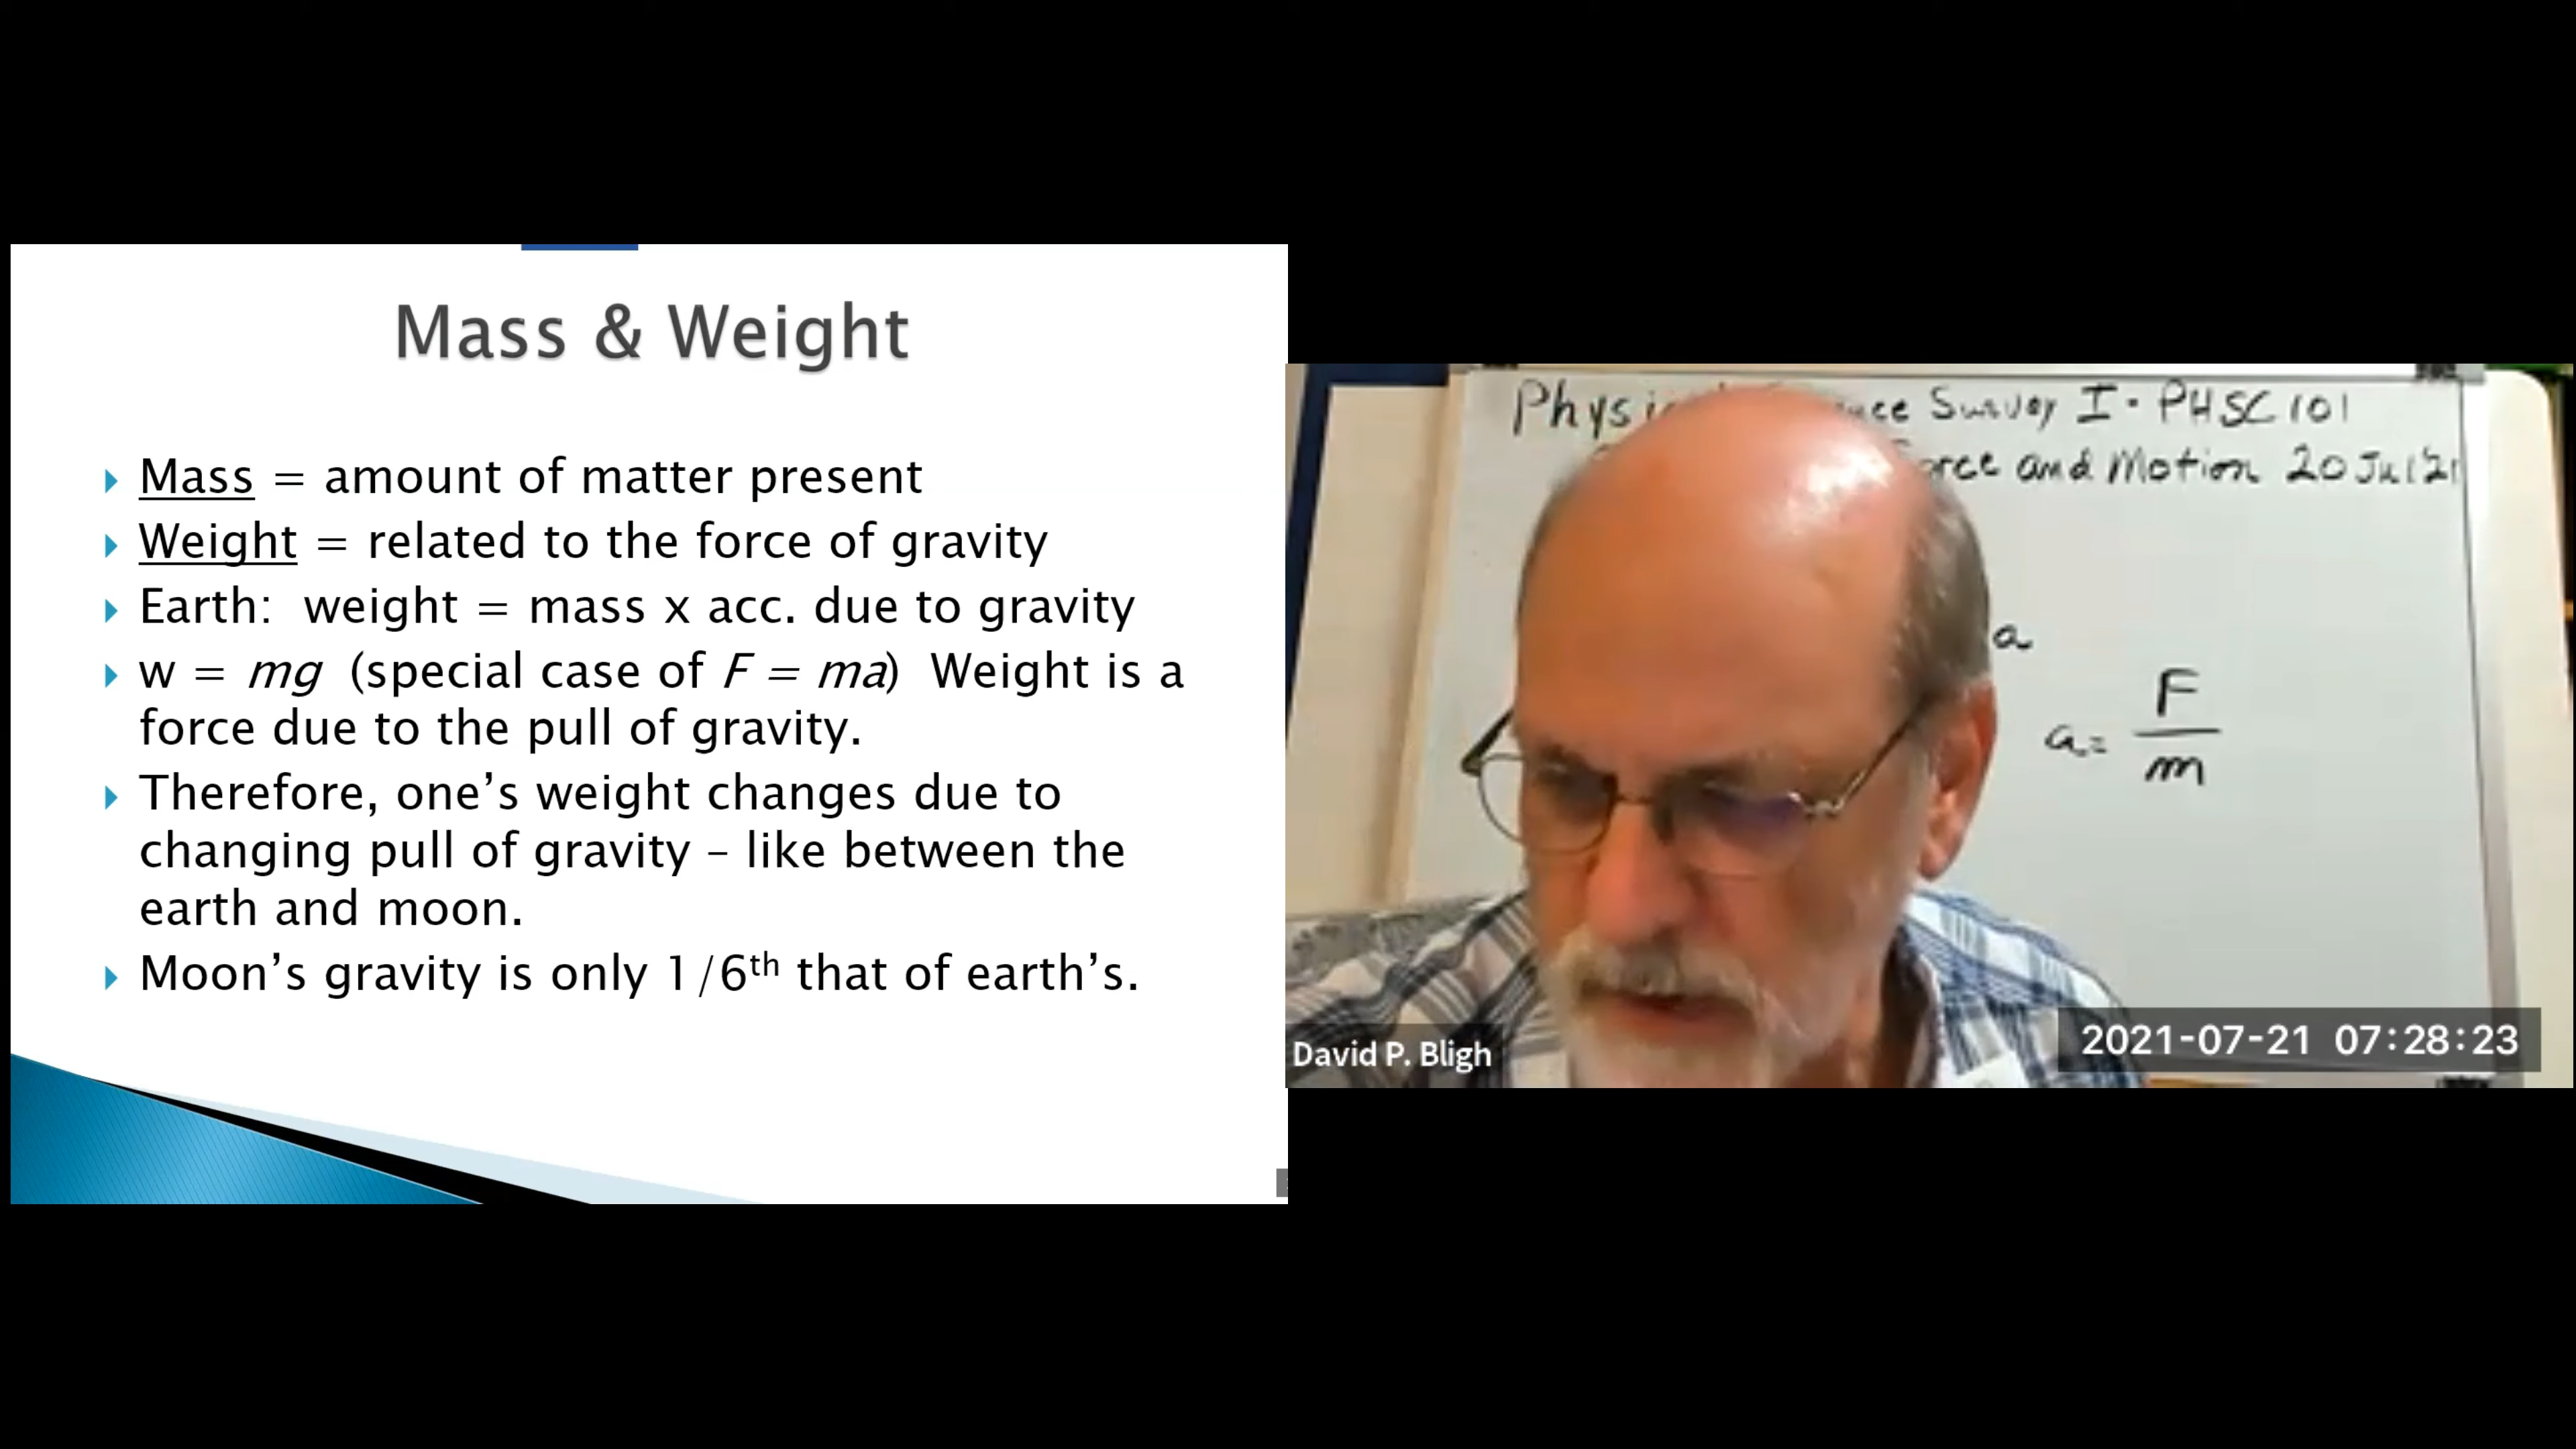 Mass & Weight
Mass = amount of matter present
Weight = related to the force of gravity
Earth: weight = mass x acc. due to gravity
w = mg (special case of F = ma) Weight is a
force due to the pull of gravity.
Therefore, one’s weight changes due to
changing pull of gravity – like between the
earth and moon.
Moon’s gravity is only 1/6th that of earth’s.
Survey I. PHSC 101
and Motion 20 Jul 21
a
a = F
m
David P. Bligh
2021-07-21 07:28:23